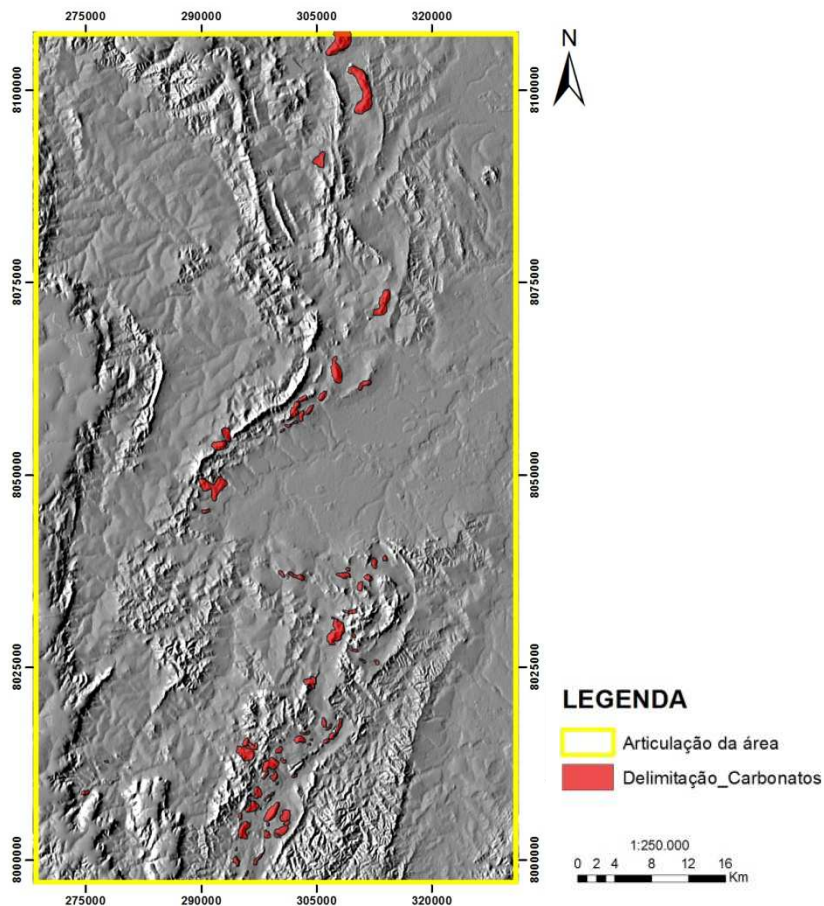 275000 290000 305000 320000
N
8100000 8100000
8075000 8075000
8050000 8050000
8025000 8025000
8000000 8000000
275000 290000 305000 320000
LEGENDA
Articulação da área
Delimitação_Carbonatos
1:250.000
0 2 4 8 12 16
Km